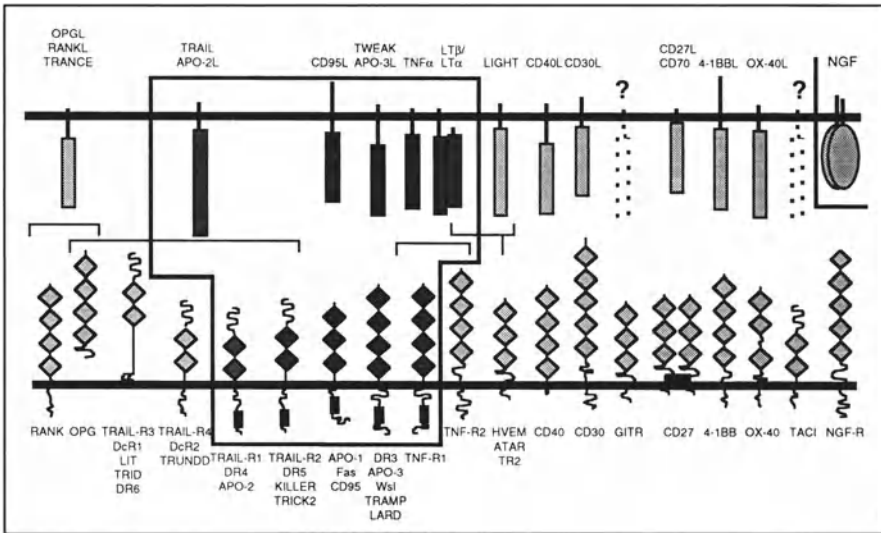 OPGL
RANKL
TRANCE
TRAIL
APO-2L
CD95L
TWEAK
APO-3L
TNFα
LTβ/
LTα
LIGHT
CD40L
CD30L
?
CD27L
CD70
4-1BBL
OX-40L
?
NGF
RANK
OPG
TRAIL-R3
DcR1
LIT
TRID
DR6
TRAIL-R4
DcR2
TRUNDD
TRAIL-R1
DR4
APO-2
TRAIL-R2
DR5
KILLER
TRICK2
APO-1
Fas
CD95
DR3
APO-3
Wsl
TRAMP
LARD
TNF-R1
TNF-R2
HVEM
ATAR
TR2
CD40
CD30
GITR
CD27
4-1BB
OX-40
TACI
NGF-R